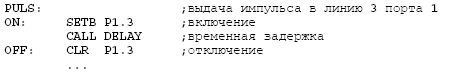 PULS: ;выдача импульса в линию 3 порта 1
ON: SETB P1.3 ;включение
CALL DELAY ;временная задержка
OFF: CLR P1.3 ;отключение
...